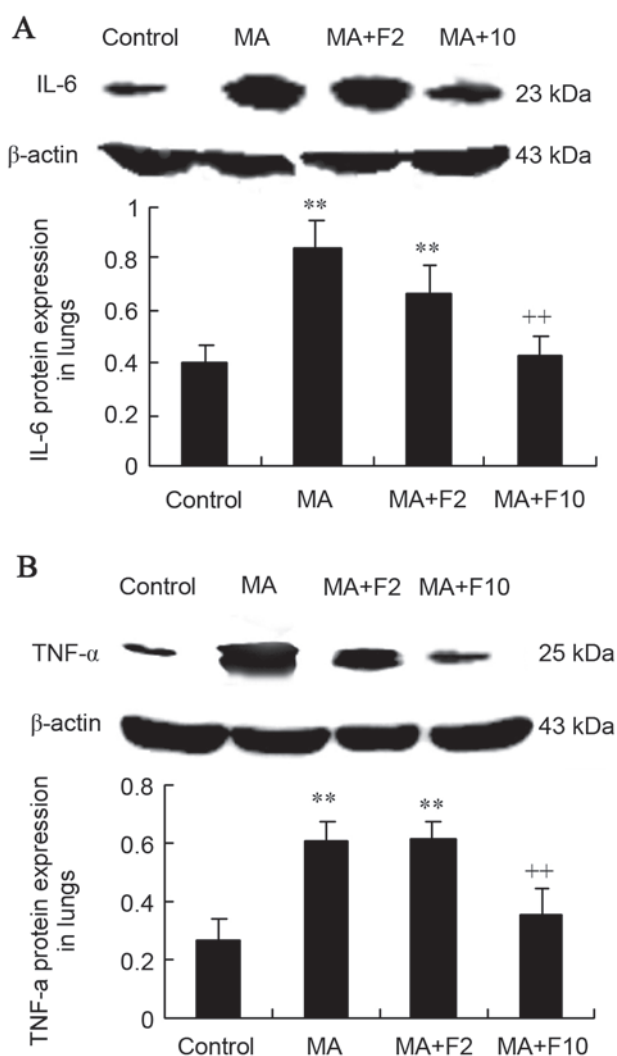 A
Control MA MA+F2 MA+10
IL-6 23 kDa
β-actin 43 kDa
IL-6 protein expression
in lungs
1
0.8
0.6
0.4
0.2
0
** ** ++
Control MA MA+F2 MA+F10
B
Control MA MA+F2 MA+F10
TNF-α 25 kDa
β-actin 43 kDa
TNF-a protein expression
in lungs
0.8
0.6
0.4
0.2
0
** ** ++
Control MA MA+F2 MA+F10